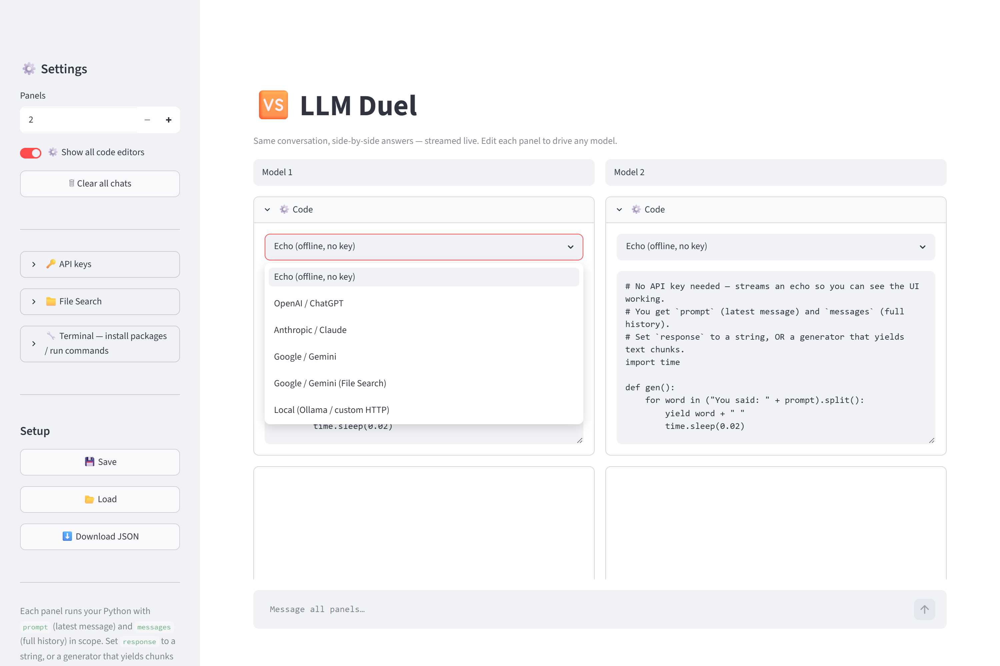 Settings
Panels
2
Show all code editors
Clear all chats
API keys
File Search
Terminal — install packages
/ run commands
Setup
Save
Load
Download JSON
Each panel runs your Python with
prompt (latest message) and messages
(full history) in scope. Set response to a
string, or a generator that yields chunks
VS LLM Duel
Same conversation, side-by-side answers — streamed live. Edit each panel to drive any model.
Model 1
Code
Echo (offline, no key)
Echo (offline, no key)
OpenAI / ChatGPT
Anthropic / Claude
Google / Gemini
Google / Gemini (File Search)
Local (Ollama / custom HTTP)
time.sleep(0.02)
Model 2
Code
Echo (offline, no key)
# No API key needed — streams an echo so you can see the UI
working.
# You get `prompt` (latest message) and `messages` (full
history).
# Set `response` to a string, OR a generator that yields
text chunks.
import time
def gen():
    for word in ("You said: " + prompt).split():
        yield word + " "
        time.sleep(0.02)
Message all panels…